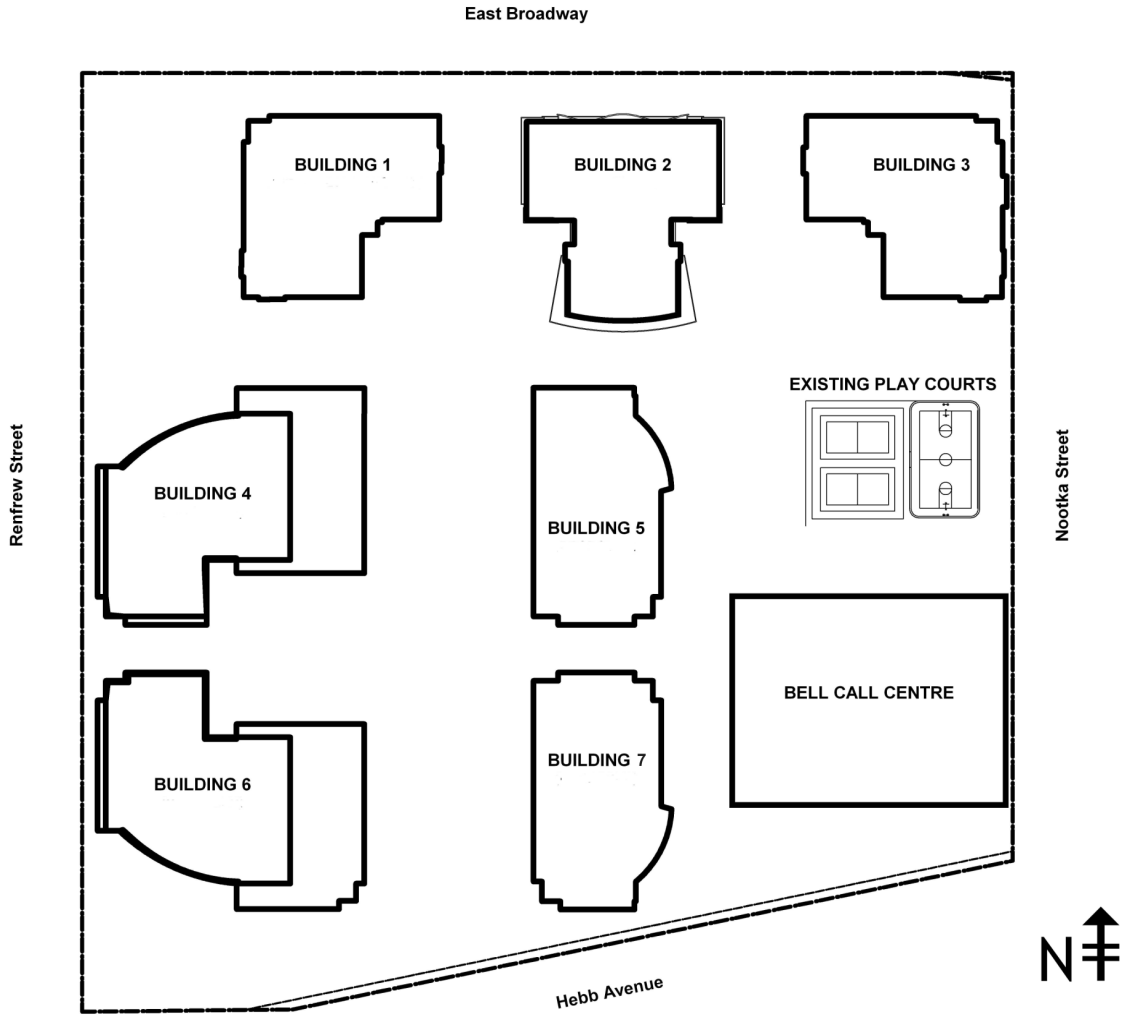 East Broadway
BUILDING 1
BUILDING 2
BUILDING 3
EXISTING PLAY COURTS
Renfrew Street
Nootka Street
BUILDING 4
BUILDING 5
BELL CALL CENTRE
BUILDING 6
BUILDING 7
Hebb Avenue
N